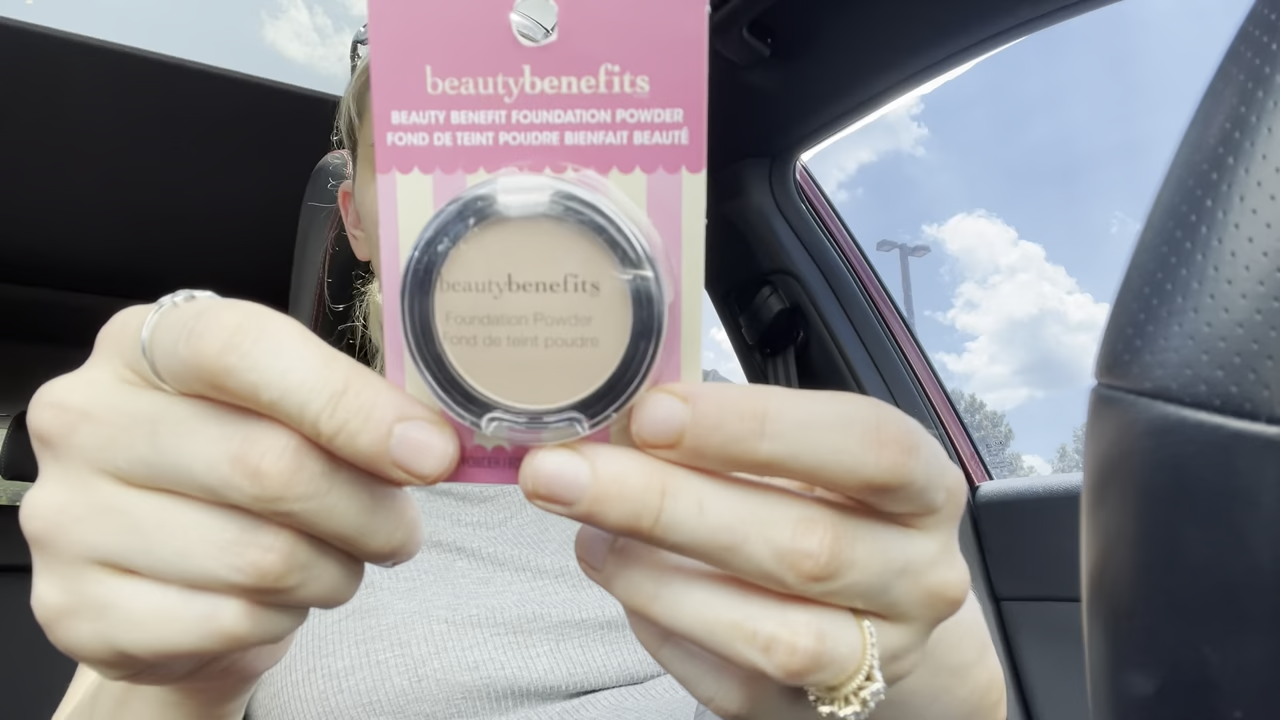 beautybenefits
BEAUTY BENEFIT FOUNDATION POWDER
FOND DE TEINT POUDRE BIENFAIT BEAUTÉ
beautybenefits
Foundation Powder
Fond de teint poudre